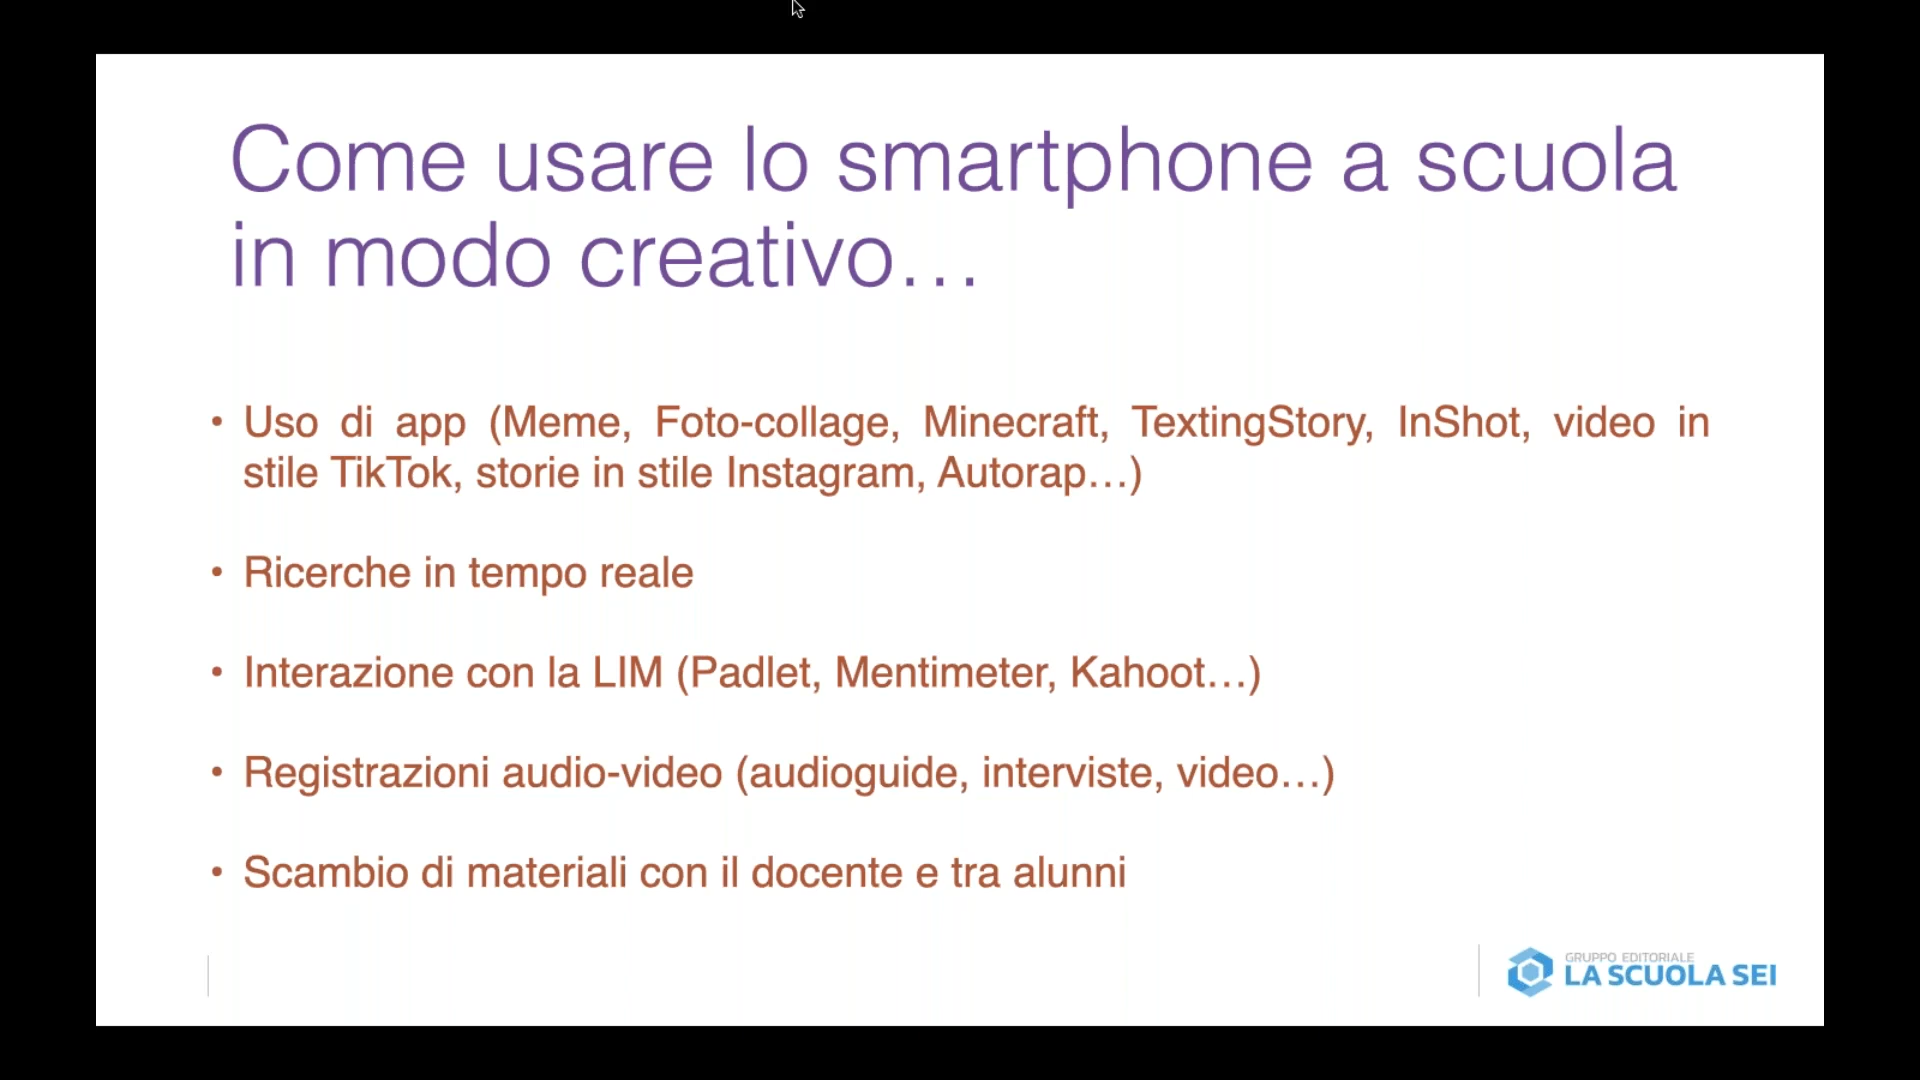 Come usare lo smartphone a scuola
in modo creativo…
• Uso di app (Meme, Foto-collage, Minecraft, TextingStory, InShot, video in
stile TikTok, storie in stile Instagram, Autorap…)
• Ricerche in tempo reale
• Interazione con la LIM (Padlet, Mentimeter, Kahoot…)
• Registrazioni audio-video (audioguide, interviste, video…)
• Scambio di materiali con il docente e tra alunni
GRUPPO EDITORIALE
LA SCUOLA SEI